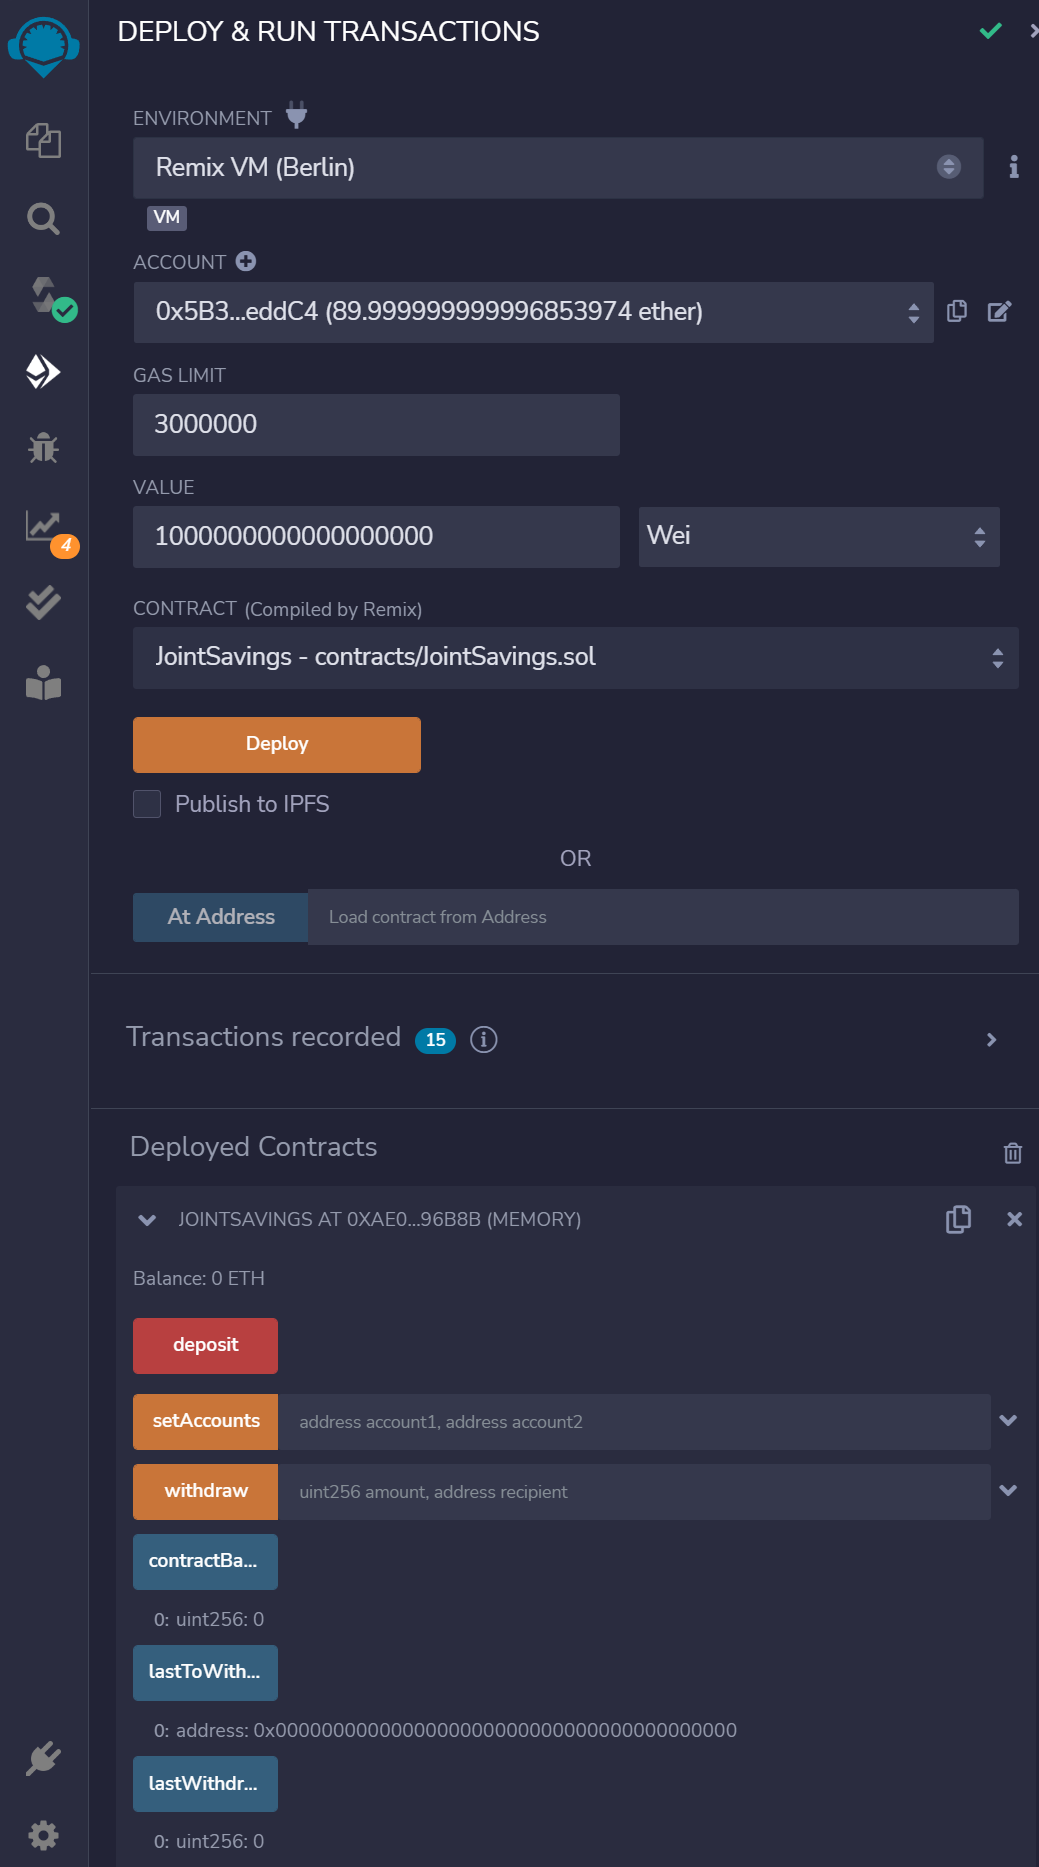 DEPLOY & RUN TRANSACTIONS
ENVIRONMENT
Remix VM (Berlin)
VM
ACCOUNT
0x5B3...eddC4 (89.999999999996853974 ether)
GAS LIMIT
3000000
VALUE
10000000000000000000 Wei
4
CONTRACT (Compiled by Remix)
JointSavings - contracts/JointSavings.sol
Deploy
Publish to IPFS
OR
At Address Load contract from Address
Transactions recorded 15 i
Deployed Contracts
JOINTSAVINGS AT 0XAE0...96B8B (MEMORY)
Balance: 0 ETH
deposit
setAccounts address account1, address account2
withdraw uint256 amount, address recipient
contractBa...
0: uint256: 0
lastToWith...
0: address: 0x0000000000000000000000000000000000000000
lastWithdr...
0: uint256: 0